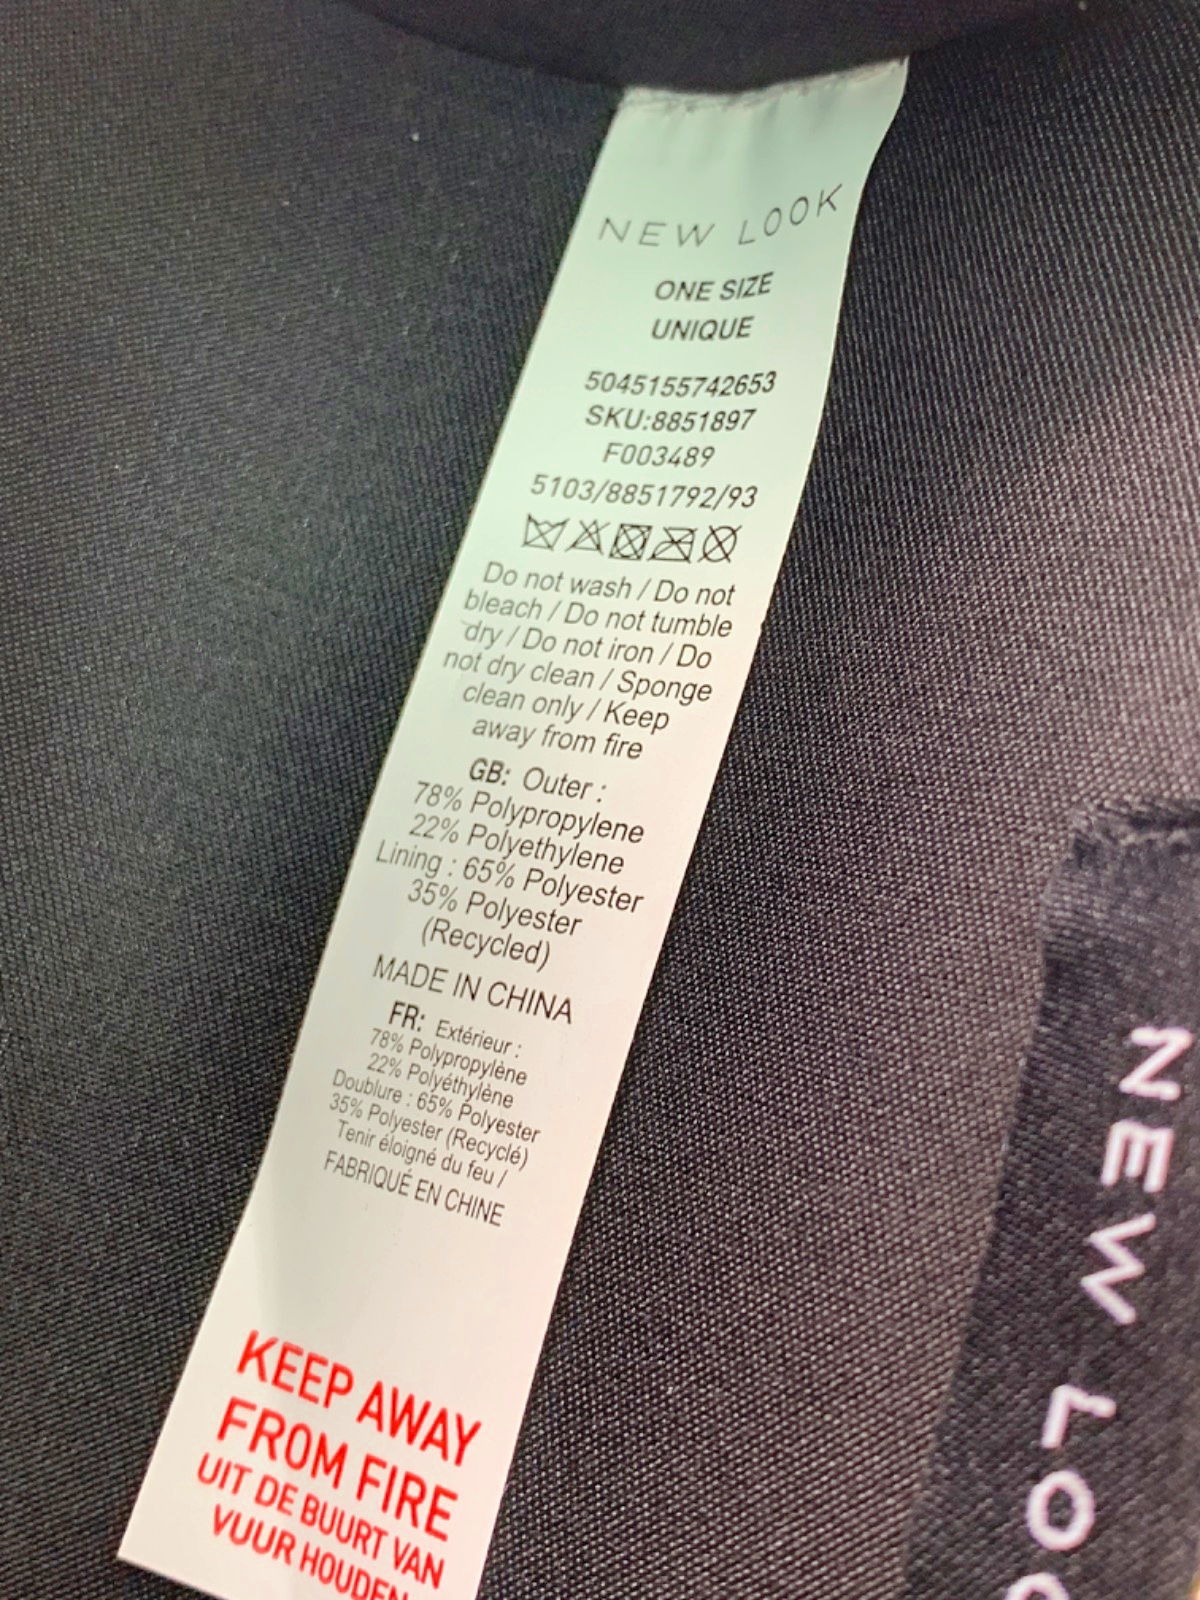 NEW LOOK
ONE SIZE
UNIQUE
5045155742653
SKU:8851897
F003489
5103/8851792/93
Do not wash / Do not
bleach / Do not tumble
dry / Do not iron / Do
not dry clean / Sponge
clean only / Keep
away from fire
GB: Outer :
78% Polypropylene
22% Polyethylene
Lining : 65% Polyester
35% Polyester
(Recycled)
MADE IN CHINA
FR: Extérieur :
78% Polypropylène
22% Polyéthylène
Doublure : 65% Polyester
35% Polyester (Recyclé)
Tenir éloigné du feu /
FABRIQUÉ EN CHINE
KEEP AWAY
FROM FIRE
UIT DE BUURT VAN
VUUR HOUDEN
NEW LOO